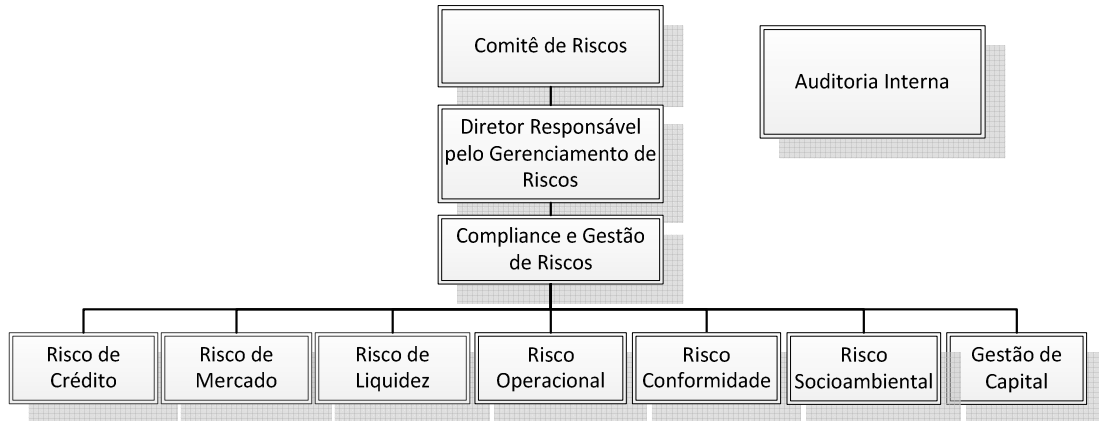 Comitê de Riscos
Auditoria Interna
Diretor Responsável
pelo Gerenciamento de
Riscos
Compliance e Gestão
de Riscos
Risco de
Crédito
Risco de
Mercado
Risco de
Liquidez
Risco
Operacional
Risco
Conformidade
Risco
Socioambiental
Gestão de
Capital